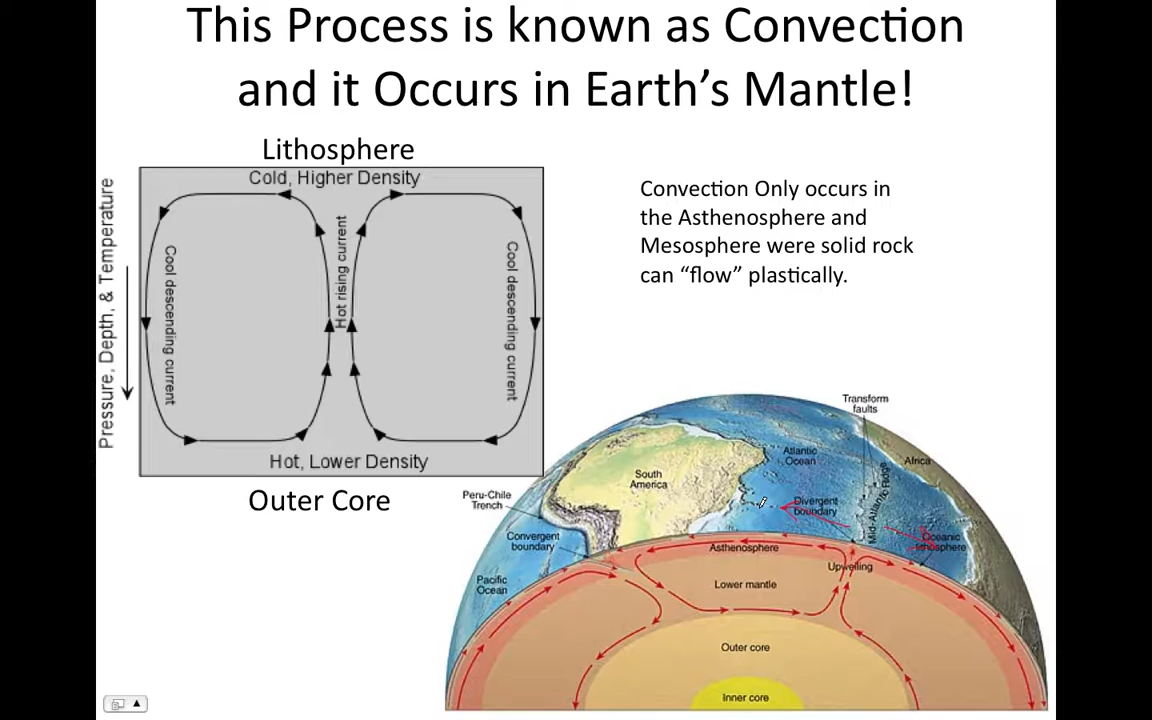 This Process is known as Convection
and it Occurs in Earth's Mantle!
Lithosphere
Cold, Higher Density
Pressure, Depth, & Temperature
Cool descending current
Hot rising current
Cool descending current
Hot, Lower Density
Outer Core
Convection Only occurs in
the Asthenosphere and
Mesosphere were solid rock
can “flow” plastically.
Transform
faults
Atlantic
Ocean
Africa
South
America
Peru-Chile
Trench
Divergent
boundary
Mid-Atlantic Ridge
Convergent
boundary
Oceanic
lithosphere
Asthenosphere
Upwelling
Pacific
Ocean
Lower mantle
Outer core
Inner core